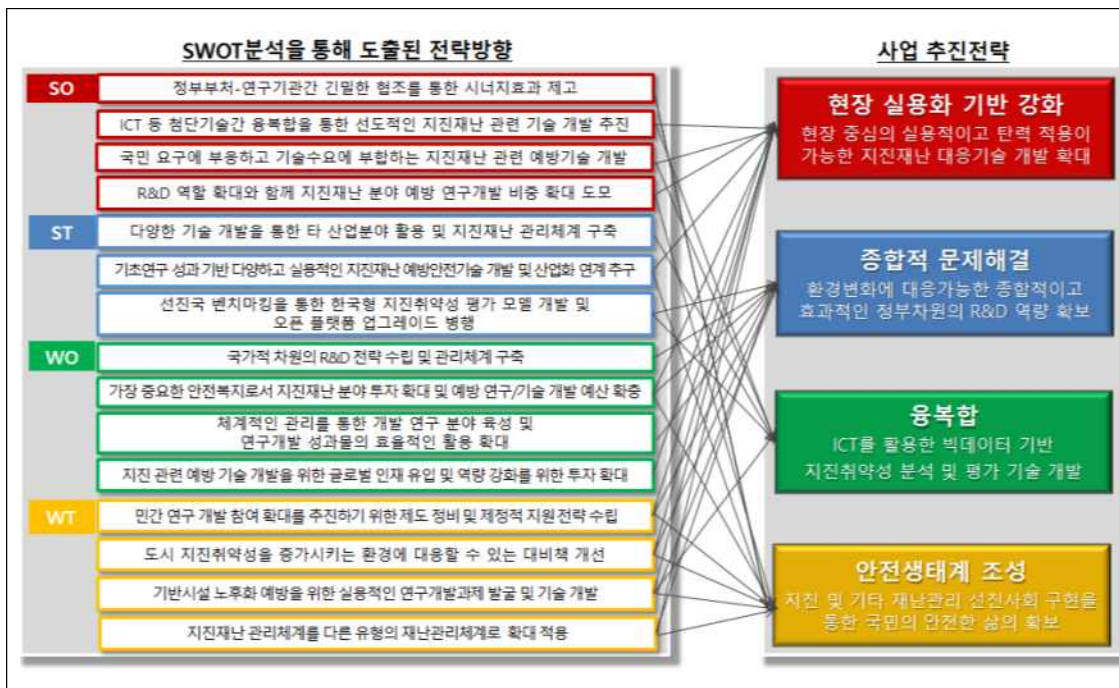 SWOT분석을 통해 도출된 전략방향
SO
정부부처-연구기관간 긴밀한 협조를 통한 시너지효과 제고
ICT 등 첨단기술간 융복합을 통한 선도적인 지진재난 관련 기술 개발 추진
국민 요구에 부응하고 기술수요에 부합하는 지진재난 관련 예방기술 개발
R&D 역할 확대와 함께 지진재난 분야 예방 연구개발 비중 확대 도모
ST
다양한 기술 개발을 통한 타 산업분야 활용 및 지진재난 관리체계 구축
기초연구 성과 기반 다양하고 실용적인 지진재난 예방안전기술 개발 및 산업화 연계 추구
선진국 벤치마킹을 통한 한국형 지진취약성 평가 모델 개발 및
오픈 플랫폼 업그레이드 병행
WO
국가적 차원의 R&D 전략 수립 및 관리체계 구축
가장 중요한 안전복지로서 지진재난 분야 투자 확대 및 예방 연구/기술 개발 예산 확충
체계적인 관리를 통한 개발 연구 분야 육성 및
연구개발 성과물의 효율적인 활용 확대
지진 관련 예방 기술 개발을 위한 글로벌 인재 유입 및 역량 강화를 위한 투자 확대
WT
민간 연구 개발 참여 확대를 추진하기 위한 제도 정비 및 제정적 지원 전략 수립
도시 지진취약성을 증가시키는 환경에 대응할 수 있는 대비책 개선
기반시설 노후화 예방을 위한 실용적인 연구개발과제 발굴 및 기술 개발
지진재난 관리체계를 다른 유형의 재난관리체계로 확대 적용
사업 추진전략
현장 실용화 기반 강화
현장 중심의 실용적이고 탄력 적용이
가능한 지진재난 대응기술 개발 확대
종합적 문제해결
환경변화에 대응가능한 종합적이고
효과적인 정부차원의 R&D 역량 확보
융복합
ICT를 활용한 빅데이터 기반
지진취약성 분석 및 평가 기술 개발
안전생태계 조성
지진 및 기타 재난관리 선진사회 구현을
통한 국민의 안전한 삶의 확보